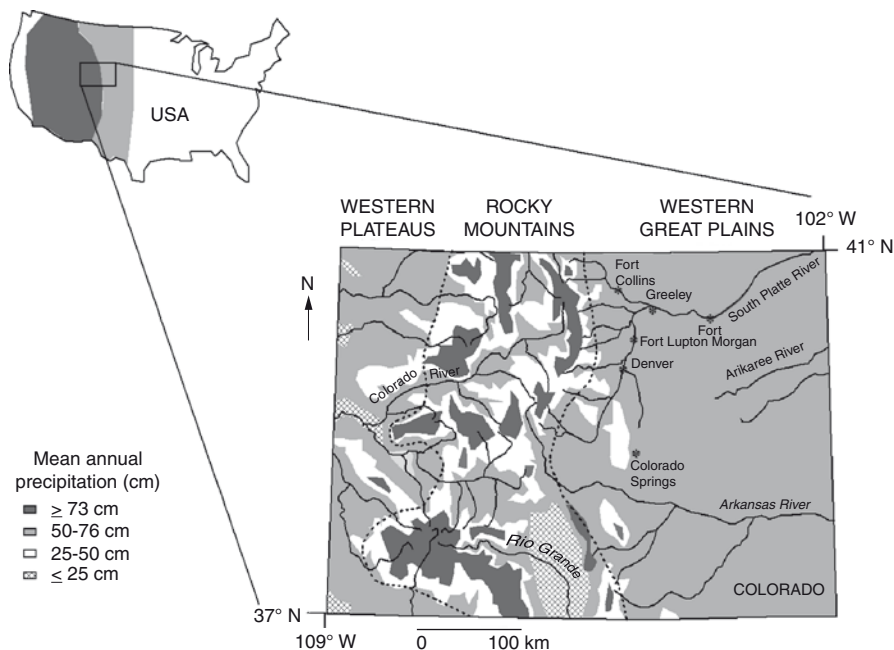 USA
WESTERN
PLATEAUS
ROCKY
MOUNTAINS
WESTERN
GREAT PLAINS
102° W
41° N
N
Fort
Collins
Greeley
South Platte River
Fort
Fort Lupton Morgan
Denver
Arikaree River
Colorado River
Colorado
Springs
Arkansas River
Rio Grande
COLORADO
Mean annual
precipitation (cm)
≥ 73 cm
50-76 cm
25-50 cm
≤ 25 cm
37° N
109° W
0 100 km